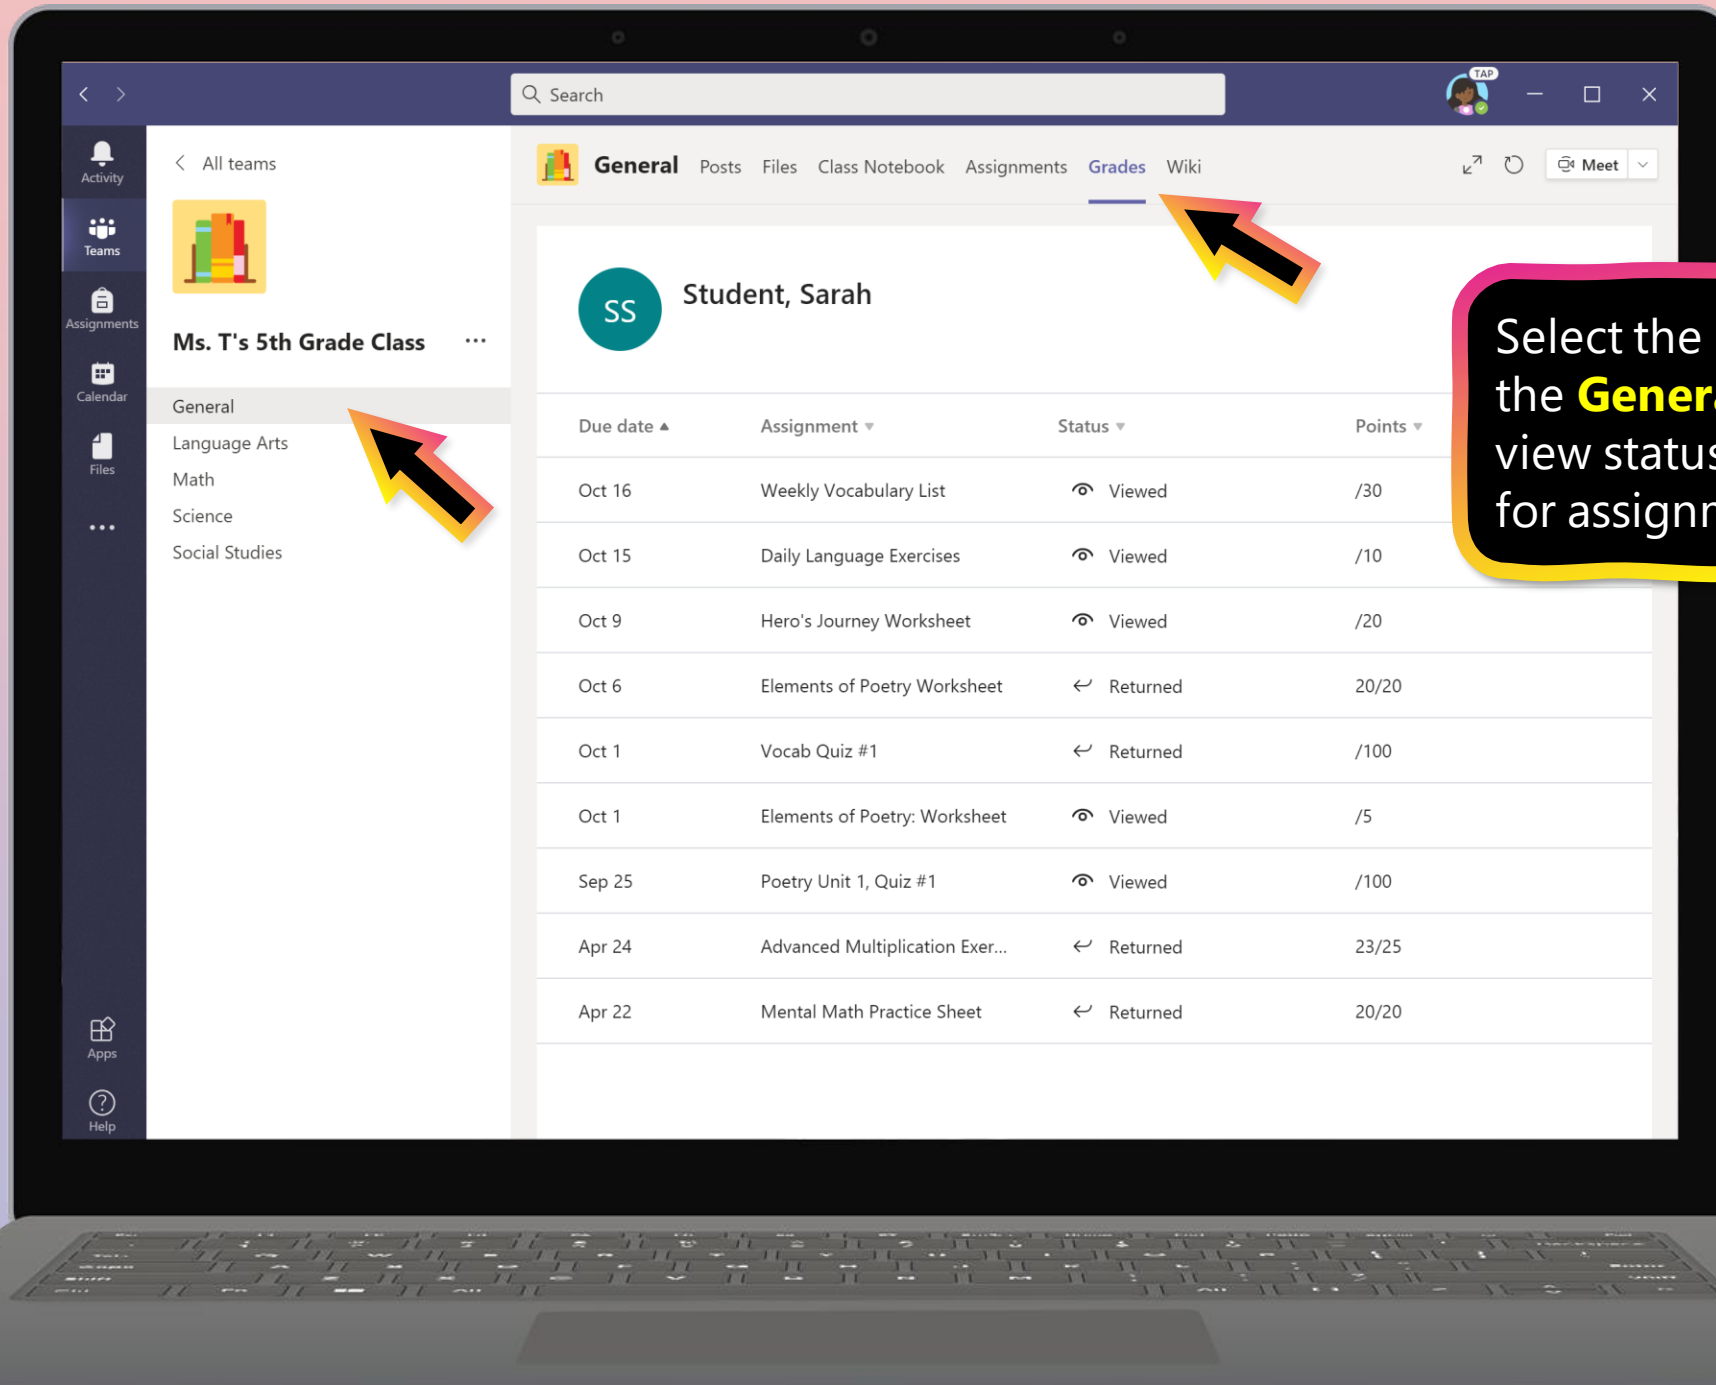 TAP
Search
Activity
Teams
Assignments
Calendar
Files
Apps
Help
All teams
Ms. T's 5th Grade Class ...
General
Language Arts
Math
Science
Social Studies
General Posts Files Class Notebook Assignments Grades Wiki
Meet
SS
Student, Sarah
Due date Assignment Status Points
Oct 16 Weekly Vocabulary List Viewed /30
Oct 15 Daily Language Exercises Viewed /10
Oct 9 Hero's Journey Worksheet Viewed /20
Oct 6 Elements of Poetry Worksheet Returned 20/20
Oct 1 Vocab Quiz #1 Returned /100
Oct 1 Elements of Poetry: Worksheet Viewed /5
Sep 25 Poetry Unit 1, Quiz #1 Viewed /100
Apr 24 Advanced Multiplication Exer... Returned 23/25
Apr 22 Mental Math Practice Sheet Returned 20/20
Select the
the Genera
view status
for assignm